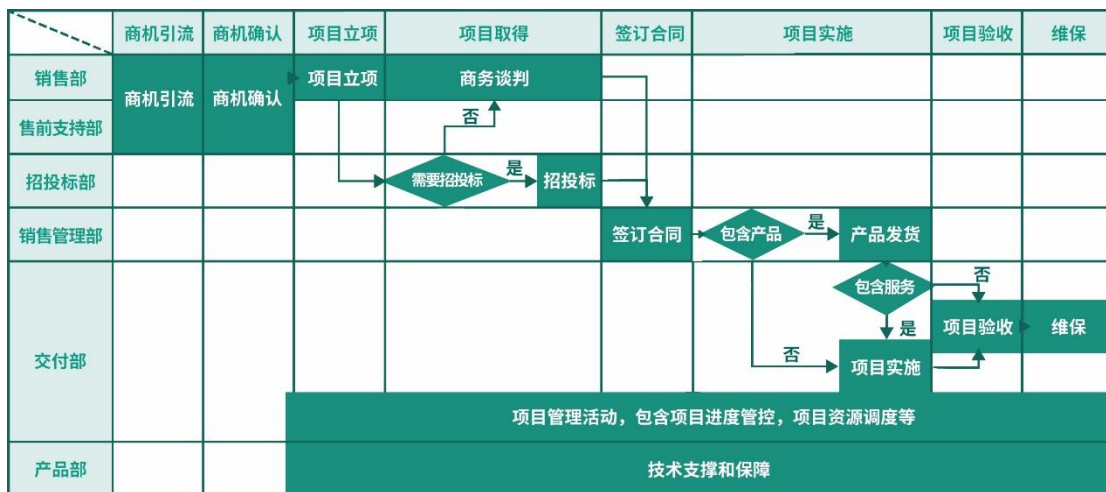 商机引流 商机确认 项目立项 项目取得 签订合同 项目实施 项目验收 维保
销售部
商机引流 商机确认 项目立项 商务谈判
售前支持部
否
招投标部
需要招投标 是 招投标
销售管理部
签订合同 包含产品 是 产品发货
交付部
包含服务 否
是
项目验收 维保
否 项目实施
项目管理活动，包含项目进度管控，项目资源调度等
产品部
技术支撑和保障